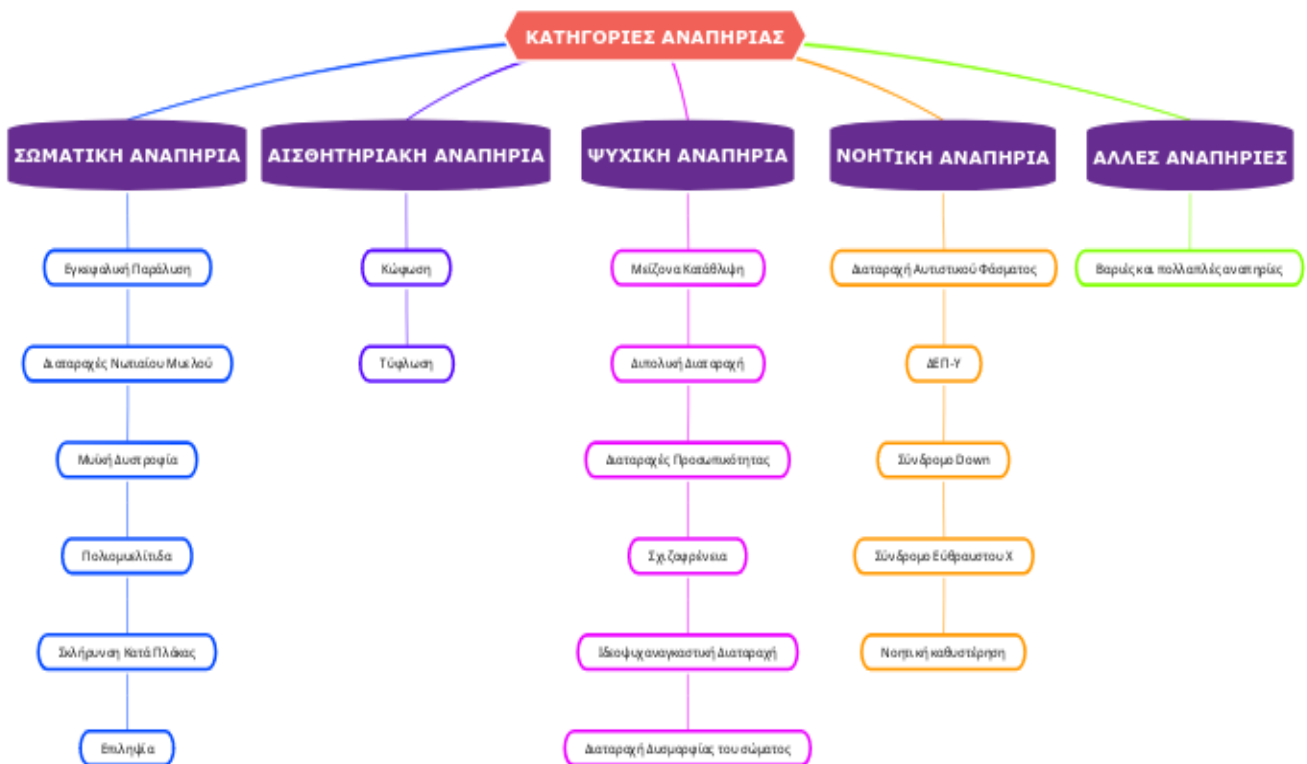 ΚΑΤΗΓΟΡΙΕΣ ΑΝΑΠΗΡΙΑΣ
ΣΩΜΑΤΙΚΗ ΑΝΑΠΗΡΙΑ
Εγκεφαλική Παράλυση
Διαταραχές Νωτιαίου Μυελού
Μυϊκή Δυστροφία
Πολιομυελίτιδα
Σκλήρυνση Κατά Πλάκας
Επιληψία
ΑΙΣΘΗΤΗΡΙΑΚΗ ΑΝΑΠΗΡΙΑ
Κώφωση
Τύφλωση
ΨΥΧΙΚΗ ΑΝΑΠΗΡΙΑ
Μείζονα Κατάθλιψη
Διπολική Διαταραχή
Διαταραχές Προσωπικότητας
Σχιζοφρένεια
Ιδεοψυχαναγκαστική Διαταραχή
Διαταραχή Δυσμορφίας του σώματος
ΝΟΗΤΙΚΗ ΑΝΑΠΗΡΙΑ
Διαταραχή Αυτιστικού Φάσματος
ΔΕΠ-Υ
Σύνδρομο Down
Σύνδρομο Εύθραυστου Χ
Νοητική καθυστέρηση
ΑΛΛΕΣ ΑΝΑΠΗΡΙΕΣ
Βαριές και πολλαπλές αναπηρίες